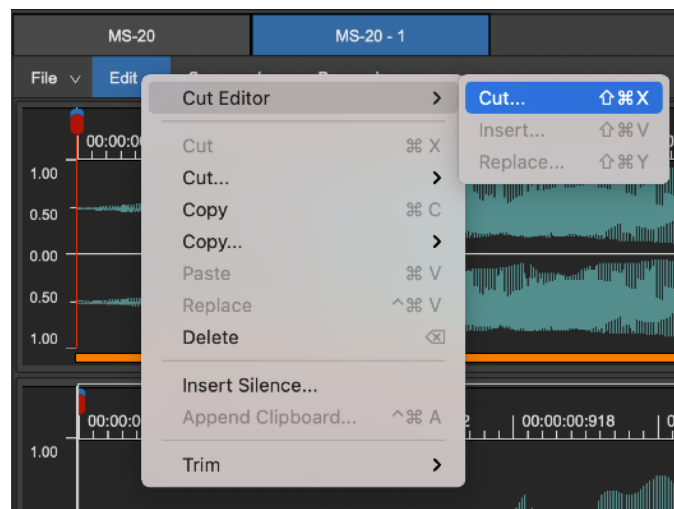 MS-20
MS-20 - 1
File
Edit
Cut Editor
Cut... ⇧⌘X
Insert... ⇧⌘V
Replace... ⇧⌘Y
Cut ⌘ X
Cut...
Copy ⌘ C
Copy...
Paste ⌘ V
Replace ^⌘ V
Delete ⌫
Insert Silence...
Append Clipboard... ^⌘ A
Trim
00:00:0
1.00
0.50
0.00
0.50
1.00
00:00:0
00:00:00:918
1.00